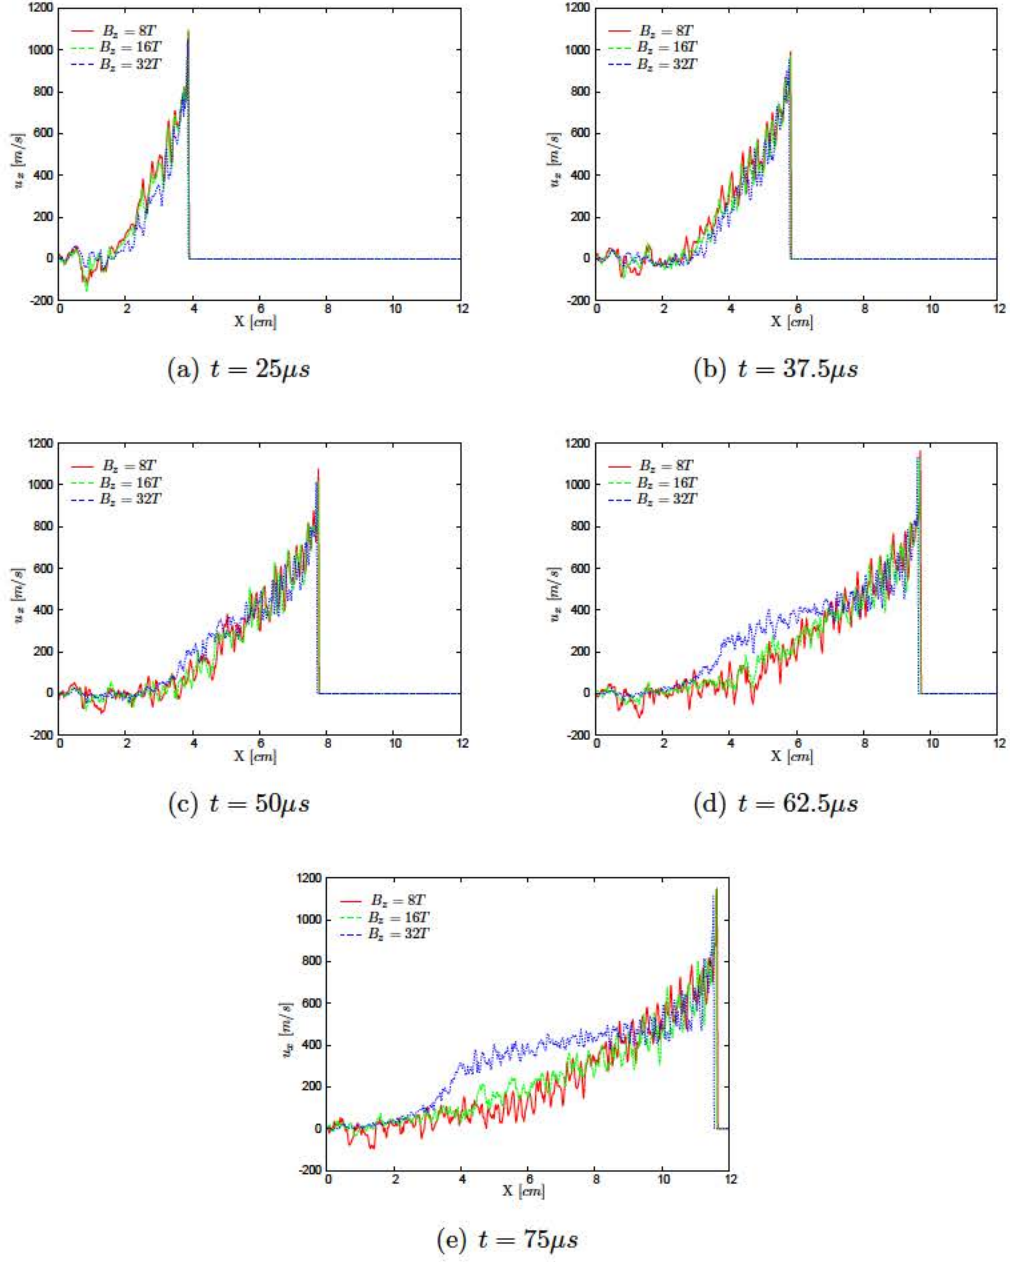 1200
1000
800
600
400
200
0
-200
u_x [m/s]
B_z = 8T
B_z = 16T
B_z = 32T
0 2 4 6 8 10 12
X [cm]
(a) t = 25μs
1200
1000
800
600
400
200
0
-200
u_x [m/s]
B_z = 8T
B_z = 16T
B_z = 32T
0 2 4 6 8 10 12
X [cm]
(b) t = 37.5μs
1200
1000
800
600
400
200
0
-200
u_x [m/s]
B_z = 8T
B_z = 16T
B_z = 32T
0 2 4 6 8 10 12
X [cm]
(c) t = 50μs
1200
1000
800
600
400
200
0
-200
u_x [m/s]
B_z = 8T
B_z = 16T
B_z = 32T
0 2 4 6 8 10 12
X [cm]
(d) t = 62.5μs
1200
1000
800
600
400
200
0
-200
u_x [m/s]
B_z = 8T
B_z = 16T
B_z = 32T
0 2 4 6 8 10 12
X [cm]
(e) t = 75μs